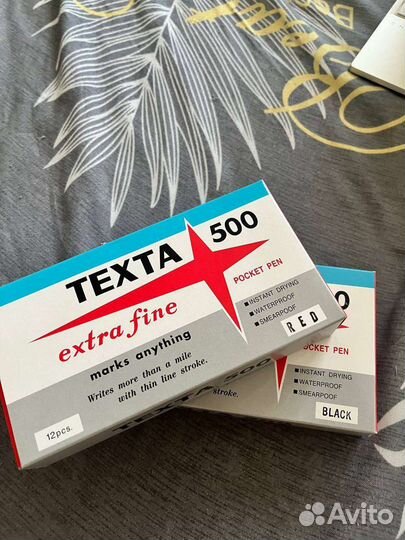 TEXTA 500
extra fine
POCKET PEN
marks anything
Writes more than a mile
with thin line stroke.
■ INSTANT DRYING
■ WATERPROOF
■ SMEARPROOF
RED
12pcs.
POCKET PEN
■ INSTANT DRYING
■ WATERPROOF
■ SMEARPROOF
BLACK
TEXTA 500
stroke.
Avito